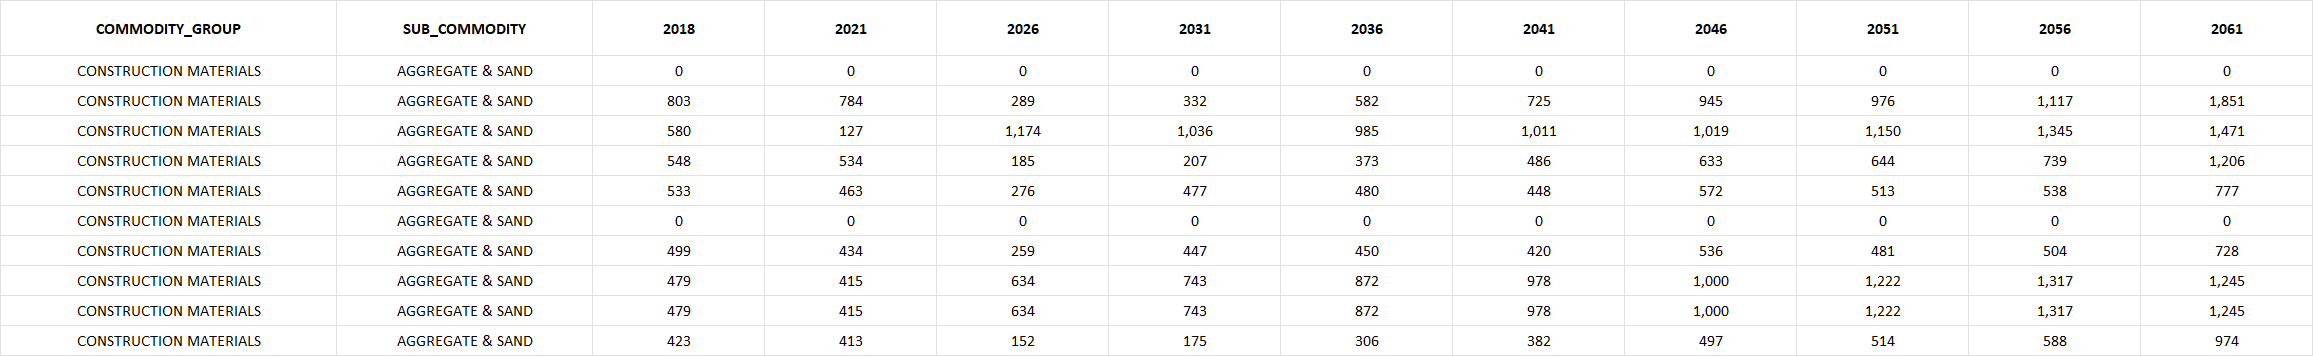 COMMODITY_GROUP SUB_COMMODITY 2018 2021 2026 2031 2036 2041 2046 2051 2056 2061
CONSTRUCTION MATERIALS AGGREGATE & SAND 0 0 0 0 0 0 0 0 0 0
CONSTRUCTION MATERIALS AGGREGATE & SAND 803 784 289 332 582 725 945 976 1,117 1,851
CONSTRUCTION MATERIALS AGGREGATE & SAND 580 127 1,174 1,036 985 1,011 1,019 1,150 1,345 1,471
CONSTRUCTION MATERIALS AGGREGATE & SAND 548 534 185 207 373 486 633 644 739 1,206
CONSTRUCTION MATERIALS AGGREGATE & SAND 533 463 276 477 480 448 572 513 538 777
CONSTRUCTION MATERIALS AGGREGATE & SAND 0 0 0 0 0 0 0 0 0 0
CONSTRUCTION MATERIALS AGGREGATE & SAND 499 434 259 447 450 420 536 481 504 728
CONSTRUCTION MATERIALS AGGREGATE & SAND 479 415 634 743 872 978 1,000 1,222 1,317 1,245
CONSTRUCTION MATERIALS AGGREGATE & SAND 479 415 634 743 872 978 1,000 1,222 1,317 1,245
CONSTRUCTION MATERIALS AGGREGATE & SAND 423 413 152 175 306 382 497 514 588 974